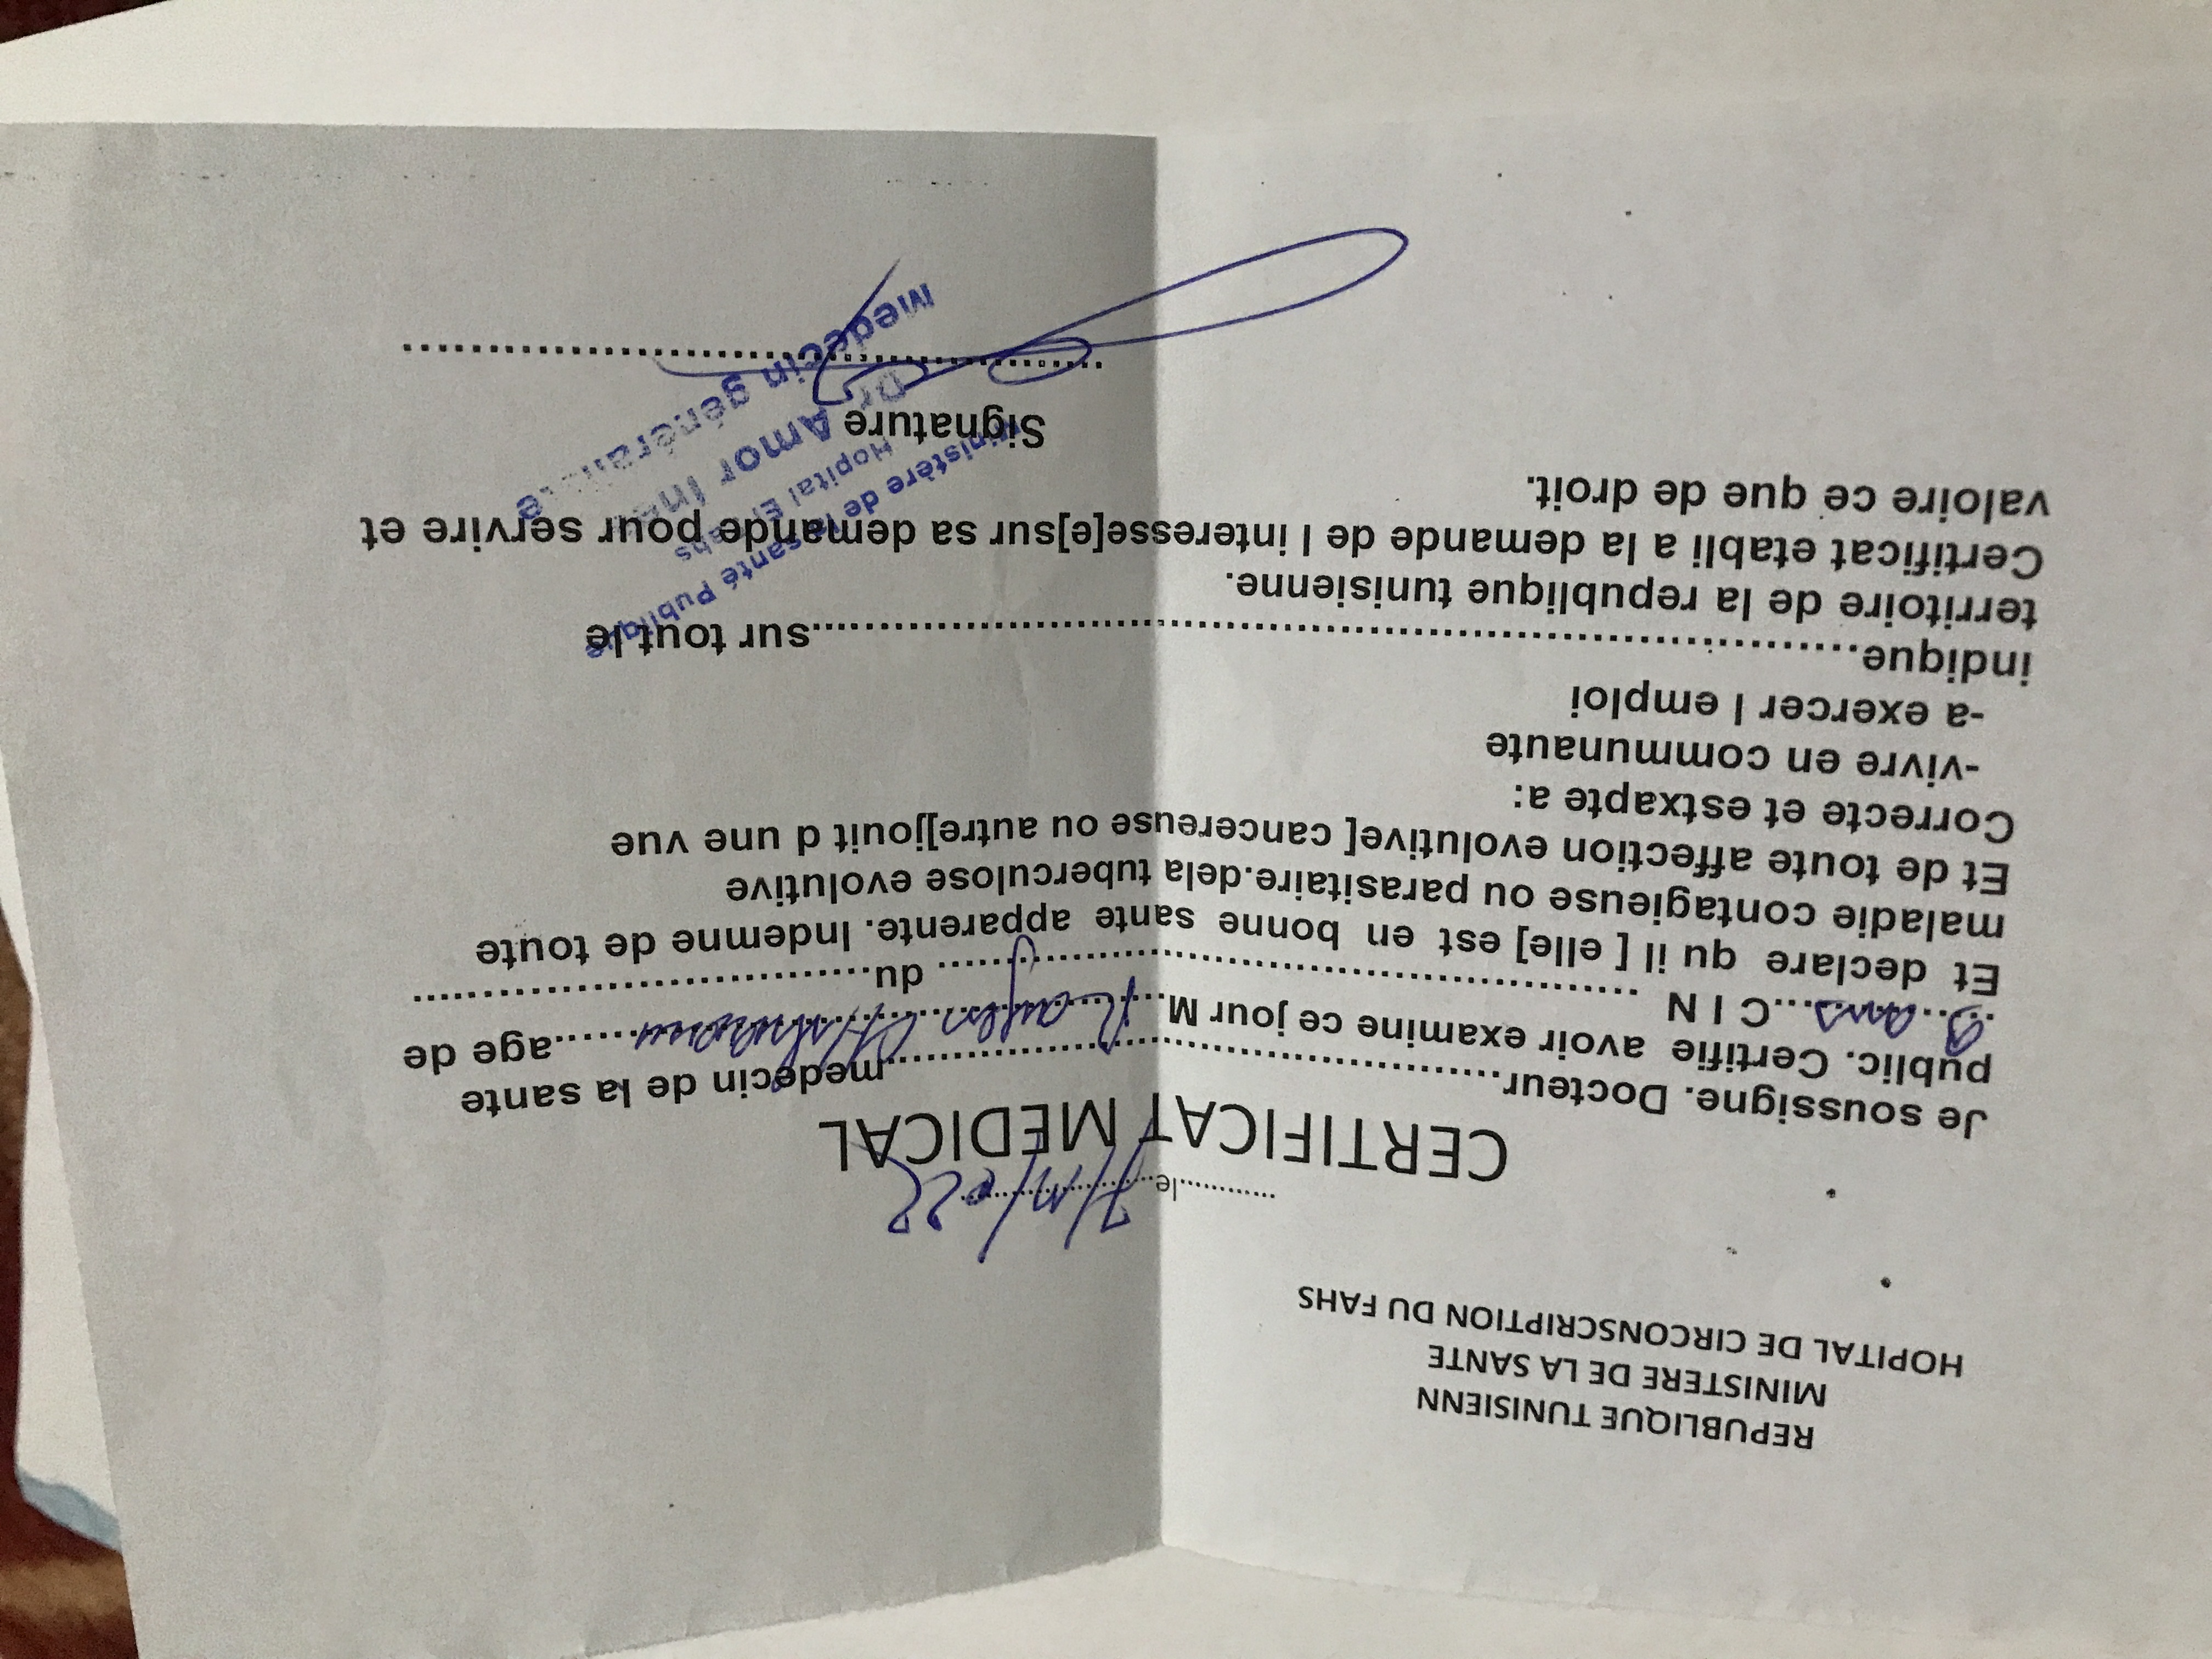 REPUBLIQUE TUNISIENN
MINISTERE DE LA SANTE
HOPITAL DE CIRCONSCRIPTION DU FAHS
............le....................
CERTIFICAT MEDICAL
Je soussigne. Docteur........................................medecin de la sante
public. Certifie avoir examine ce jour M.......................................age de
ans......C I N ................................................. du..................................
Et declare qu il [ elle] est en bonne sante apparente. Indemne de toute
maladie contagieuse ou parasitaire.dela tuberculose evolutive
Et de toute affection evolutive[ cancereuse ou autre]jouit d une vue
Correcte et estxapte a:
-vivre en communaute
-a exercer l emploi
indique................................................................................sur tout le
territoire de la republique tunisienne.
Certificat etabli a la demande de l interesse[e]sur sa demande pour servire et
valoire ce que de droit.
Signature
Ministère de la santé Publique
Hopital El Fahs
Dr Amor
Médecin généraliste